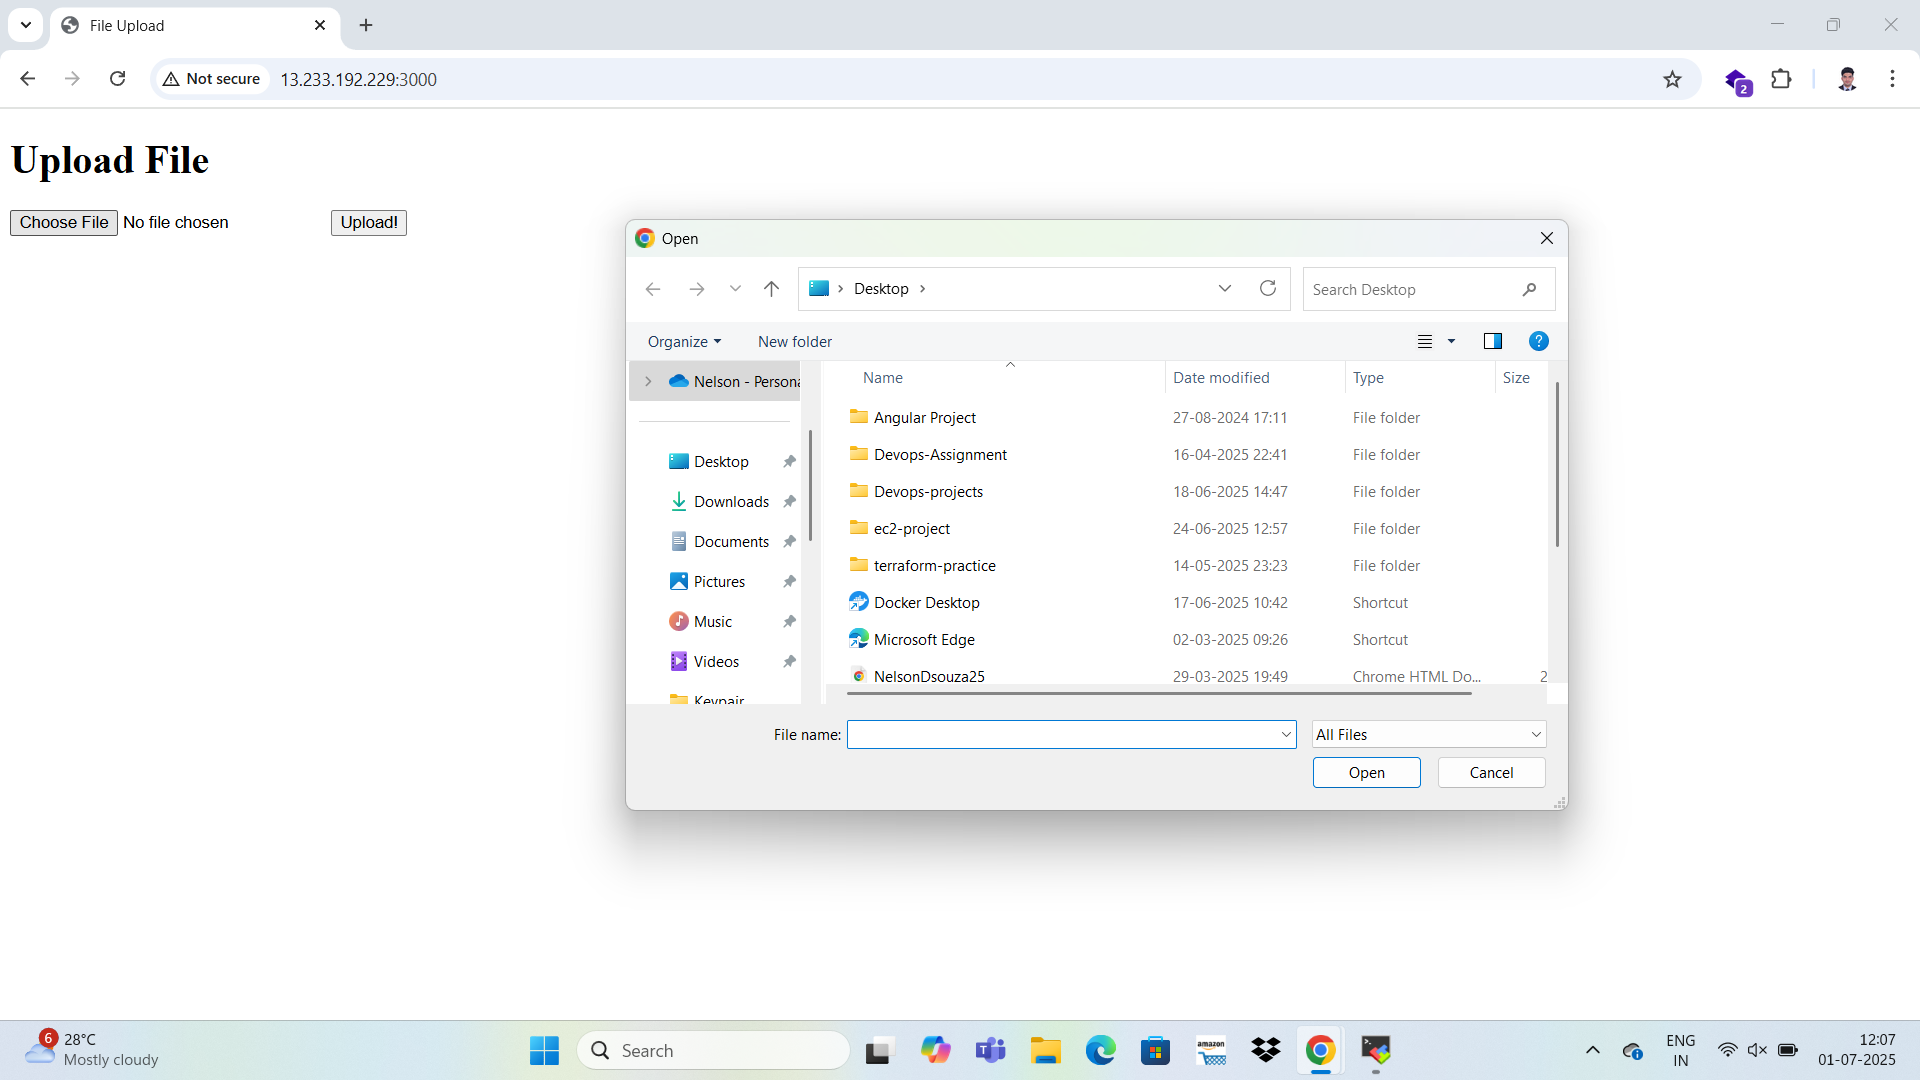 File Upload
Not secure 13.233.192.229:3000
2
Upload File
Choose File No file chosen Upload!
Open
Desktop
Search Desktop
Organize New folder
?
Nelson - Persona
Desktop
Downloads
Documents
Pictures
Music
Videos
Keypair
Name Date modified Type Size
Angular Project 27-08-2024 17:11 File folder
Devops-Assignment 16-04-2025 22:41 File folder
Devops-projects 18-06-2025 14:47 File folder
ec2-project 24-06-2025 12:57 File folder
terraform-practice 14-05-2025 23:23 File folder
Docker Desktop 17-06-2025 10:42 Shortcut
Microsoft Edge 02-03-2025 09:26 Shortcut
NelsonDsouza25 29-03-2025 19:49 Chrome HTML Do... 2
File name: All Files
Open Cancel
6
28°C
Mostly cloudy
Search
amazon
ENG
IN
12:07
01-07-2025